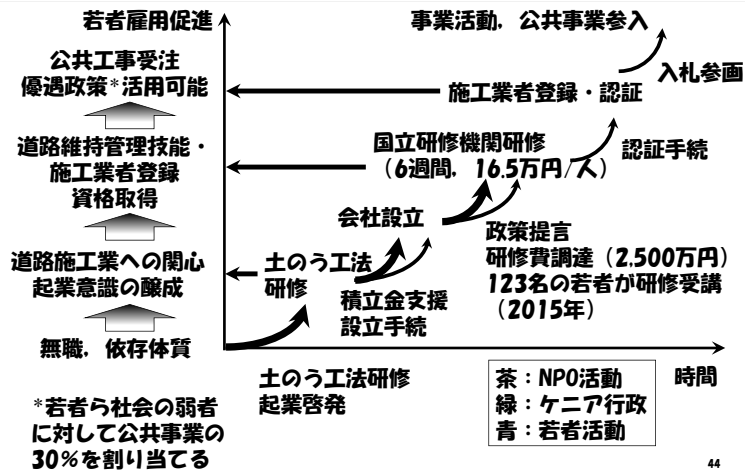 若者雇用促進
事業活動，公共事業参入
公共工事受注
優遇政策*活用可能
入札参画
施工業者登録・認証
道路維持管理技能・
施工業者登録
資格取得
国立研修機関研修
（6週間，16.5万円/人）
認証手続
会社設立
政策提言
研修費調達（2,500万円）
123名の若者が研修受講
（2015年）
道路施工業への関心
起業意識の醸成
土のう工法
研修
積立金支援
設立手続
無職，依存体質
土のう工法研修
起業啓発
茶：NPO活動
緑：ケニア行政
青：若者活動
時間
*若者ら社会の弱者
に対して公共事業の
30%を割り当てる
44